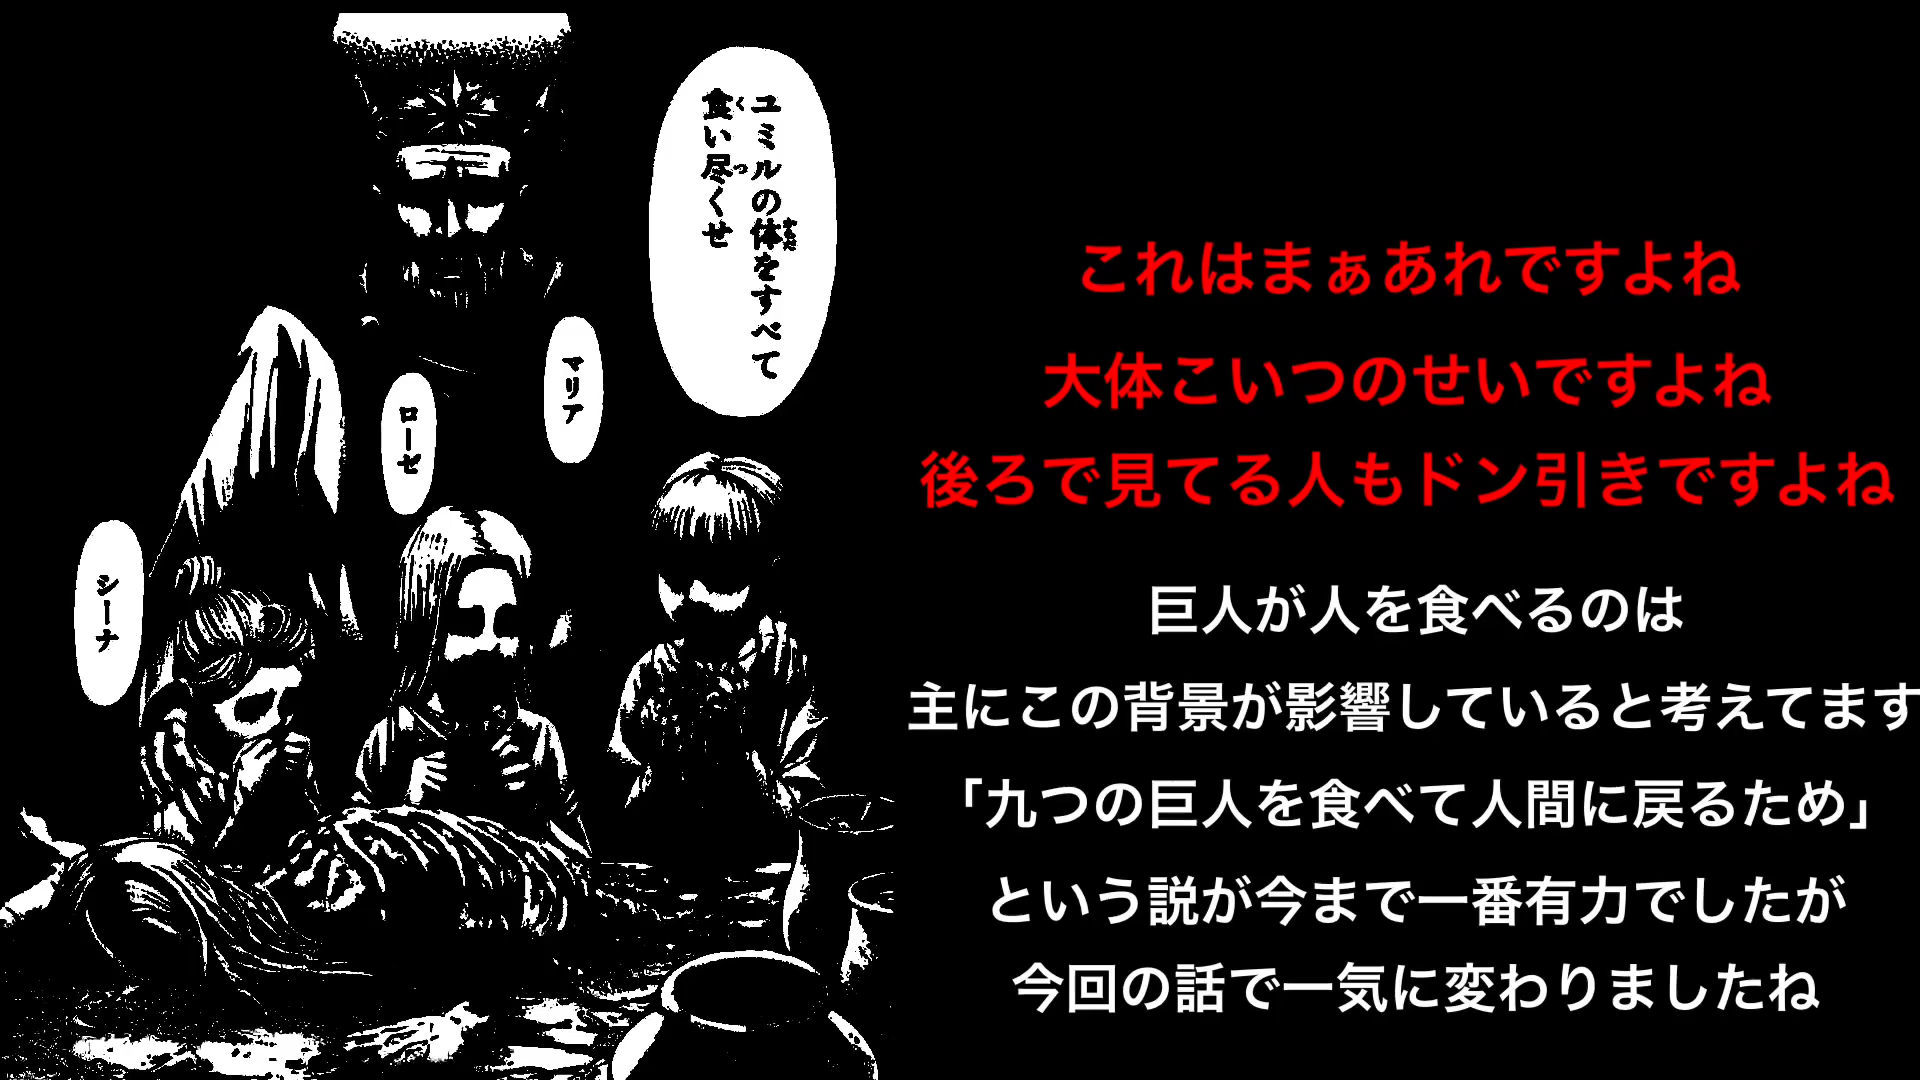 ユミルの体をすべて
食い尽くせ
マリア
ローゼ
シーナ
これはまぁあれですよね
大体こいつのせいですよね
後ろで見てる人もドン引きですよね
巨人が人を食べるのは
主にこの背景が影響していると考えてます
「九つの巨人を食べて人間に戻るため」
という説が今まで一番有力でしたが
今回の話で一気に変わりましたね